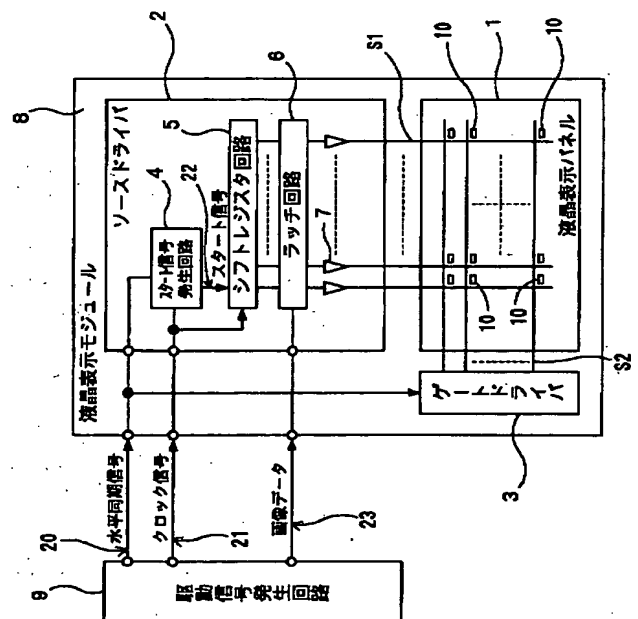 液晶表示モジュール
8
ソースドライバ
2
スタート信号
発生回路
4
22
スタート信号
シフトレジスタ回路
5
ラッチ回路
6
7
S1
10
10
1
10
10
液晶表示パネル
S2
ゲートドライバ
3
水平同期信号
20
クロック信号
21
画像データ
23
駆動信号発生回路
9